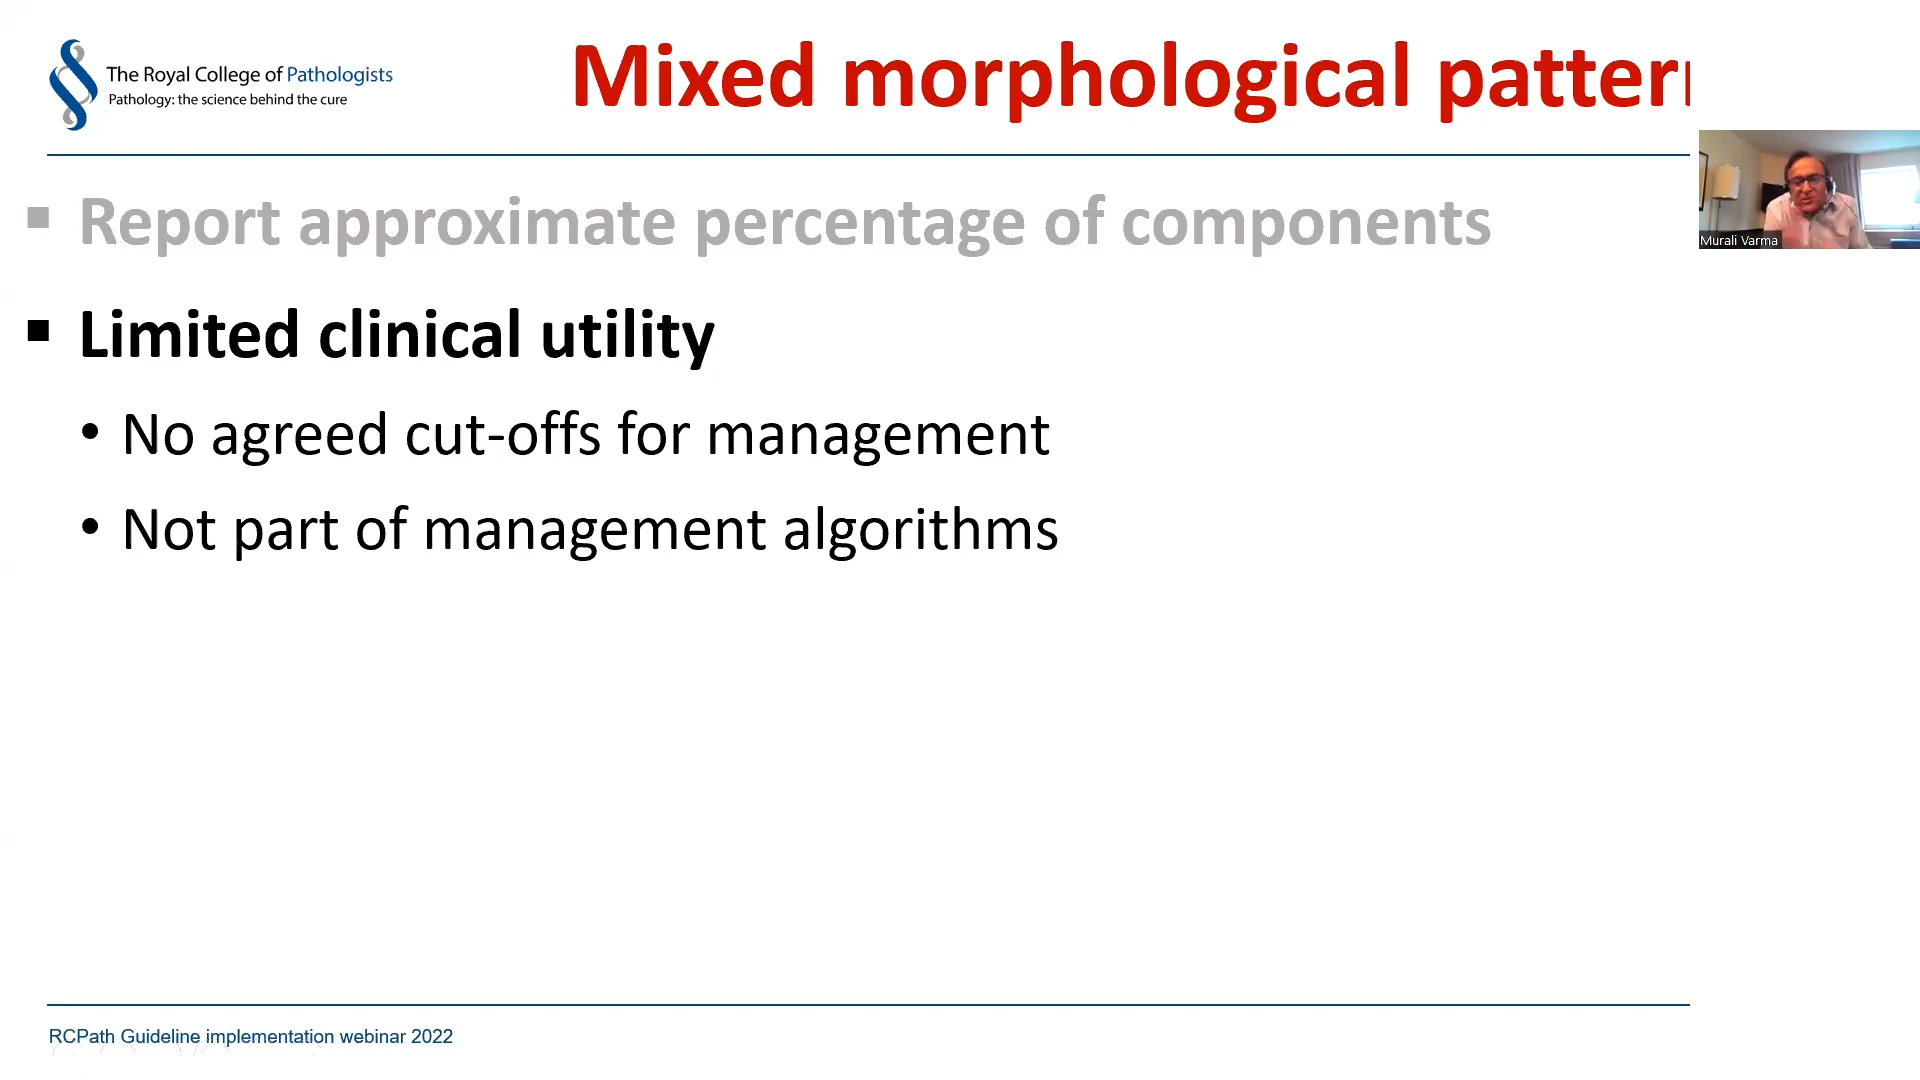 The Royal College of Pathologists
Pathology: the science behind the cure
Mixed morphological patter
Murali Varma
▪ Report approximate percentage of components
▪ Limited clinical utility
• No agreed cut-offs for management
• Not part of management algorithms
RCPath Guideline implementation webinar 2022